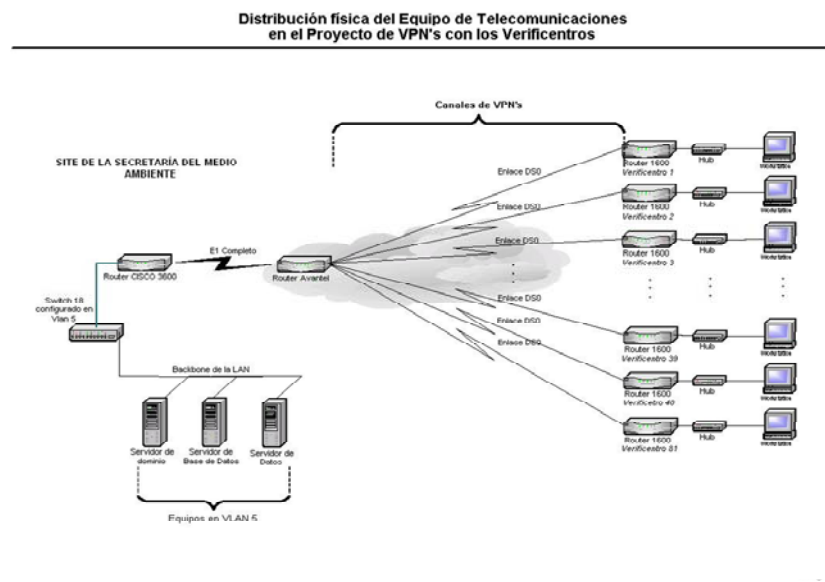 Distribución física del Equipo de Telecomunicaciones
en el Proyecto de VPN's con los Verificentros
Canales de VPN's
SITE DE LA SECRETARÍA DEL MEDIO
AMBIENTE
E1 Completo
Router CISCO 3600
Router Avantel
Switch 18
configurado en
Vlan 5
Backbone de la LAN
Servidor de
dominio
Servidor de
Base de Datos
Servidor de
Datos
Equipos en VLAN 5
Enlace DS0
Enlace DS0
Enlace DS0
Enlace DS0
Enlace DS0
Enlace DS0
Router 1600
Verificentro 1
Hub
Router 1600
Verificentro 2
Hub
Router 1600
Verificentro 3
Hub
Router 1600
Verificentro 39
Hub
Router 1600
Hub
Router 1600
Verificentro 81
Hub